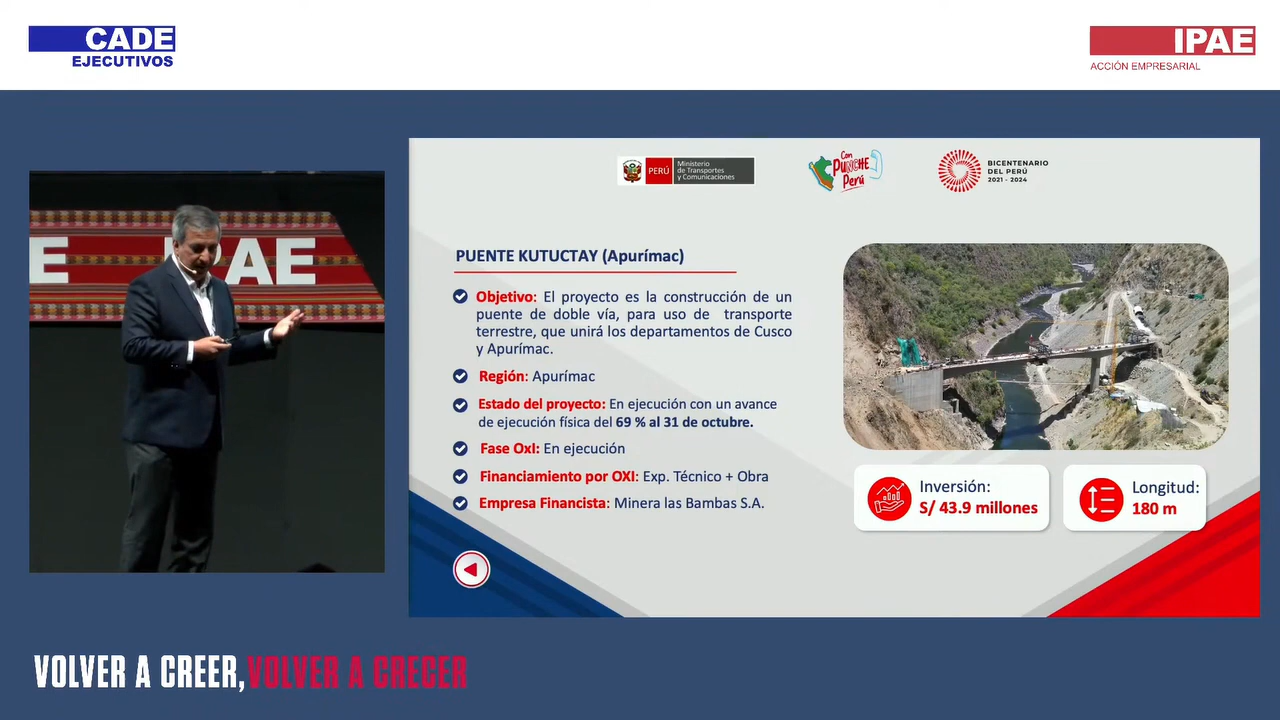 CADE
EJECUTIVOS
IPAE
ACCIÓN EMPRESARIAL
E IPAE
PERÚ
Ministerio
de Transportes
y Comunicaciones
Con
PUNCHE
Perú
BICENTENARIO
DEL PERÚ
2021 - 2024
PUENTE KUTUCTAY (Apurímac)
Objetivo: El proyecto es la construcción de un
puente de doble vía, para uso de transporte
terrestre, que unirá los departamentos de Cusco
y Apurímac.
Región: Apurímac
Estado del proyecto: En ejecución con un avance
de ejecución física del 69 % al 31 de octubre.
Fase OxI: En ejecución
Financiamiento por OXI: Exp. Técnico + Obra
Empresa Financista: Minera las Bambas S.A.
Inversión:
S/ 43.9 millones
Longitud:
180 m
VOLVER A CREER, VOLVER A CRECER